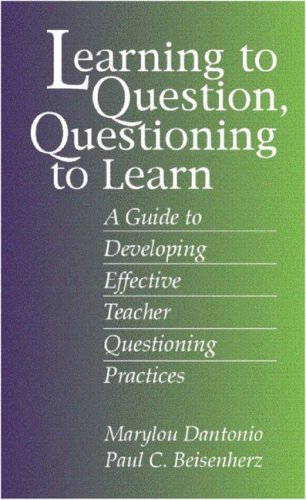 Learning to
Question,
Questioning
to Learn
A Guide to
Developing
Effective
Teacher
Questioning
Practices
Marylou Dantonio
Paul C. Beisenherz